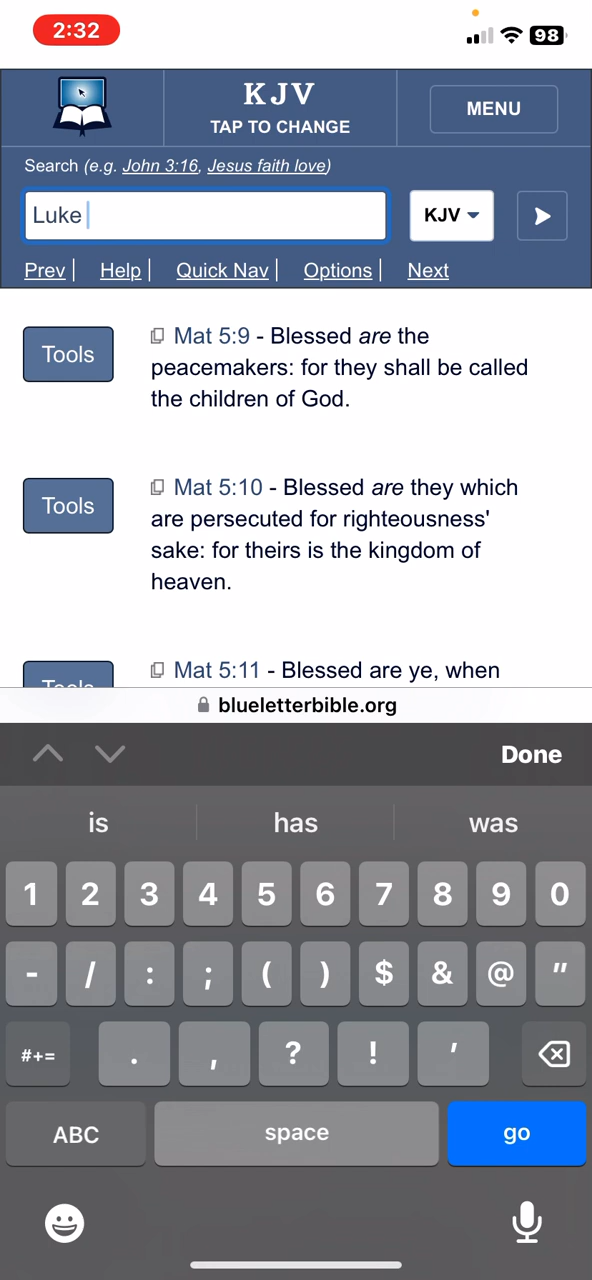 2:32
98
KJV
TAP TO CHANGE
MENU
Search (e.g. John 3:16, Jesus faith love)
Luke
KJV
Prev | Help | Quick Nav | Options | Next
Tools
Mat 5:9 - Blessed are the
peacemakers: for they shall be called
the children of God.
Tools
Mat 5:10 - Blessed are they which
are persecuted for righteousness'
sake: for theirs is the kingdom of
heaven.
Tools
Mat 5:11 - Blessed are ye, when
blueletterbible.org
Done
is has was
1 2 3 4 5 6 7 8 9 0
- / : ; ( ) $ & @ "
#+= . , ? ! '
ABC space go